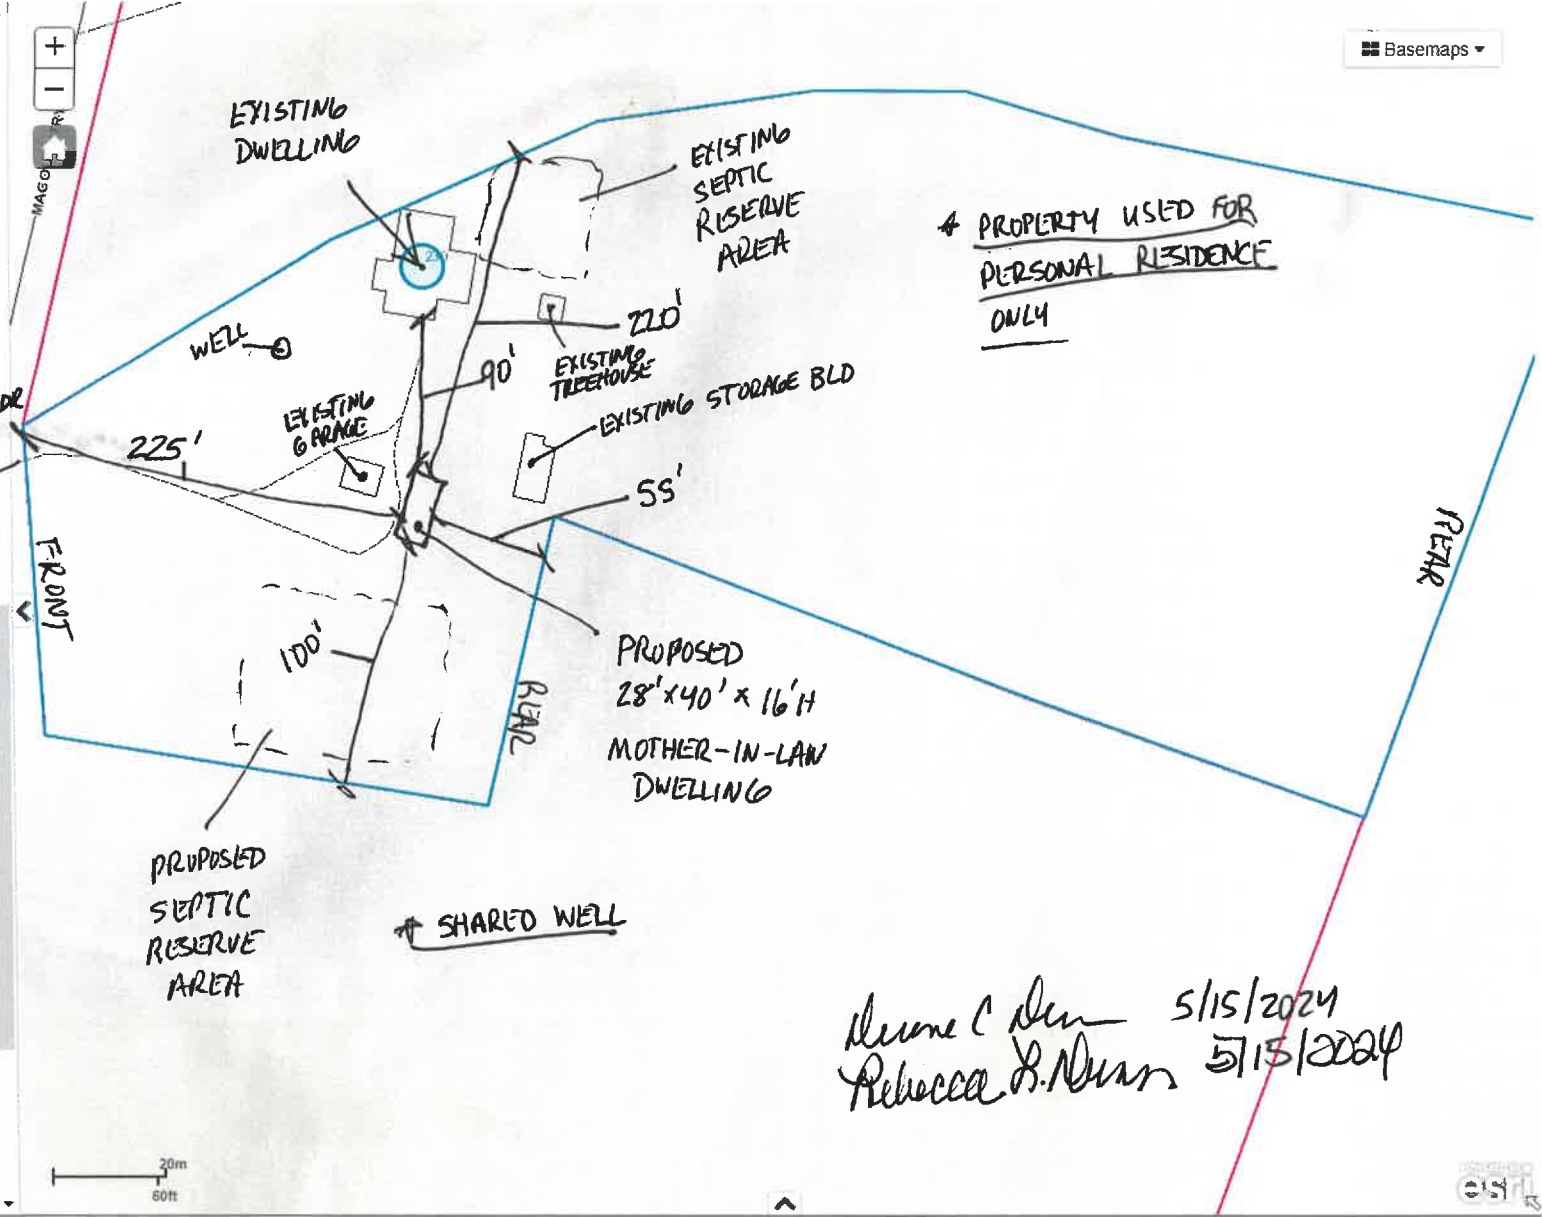 +
−
MAGO
Basemaps
EXISTING
DWELLING
EXISTING
SEPTIC
RESERVE
AREA
* PROPERTY USED FOR
PERSONAL RESIDENCE
ONLY
WELL
220'
90'
EXISTING
TREEHOUSE
EXISTING STORAGE BLD
EXISTING
GARAGE
DR
225'
55'
FRONT
REAR
100'
REAR
PROPOSED
28'x40' x 16'H
MOTHER-IN-LAW
DWELLING
PROPOSED
SEPTIC
RESERVE
AREA
* SHARED WELL
5/15/2024
Rebecca L. 5/15/2024
20m
60ft
esri